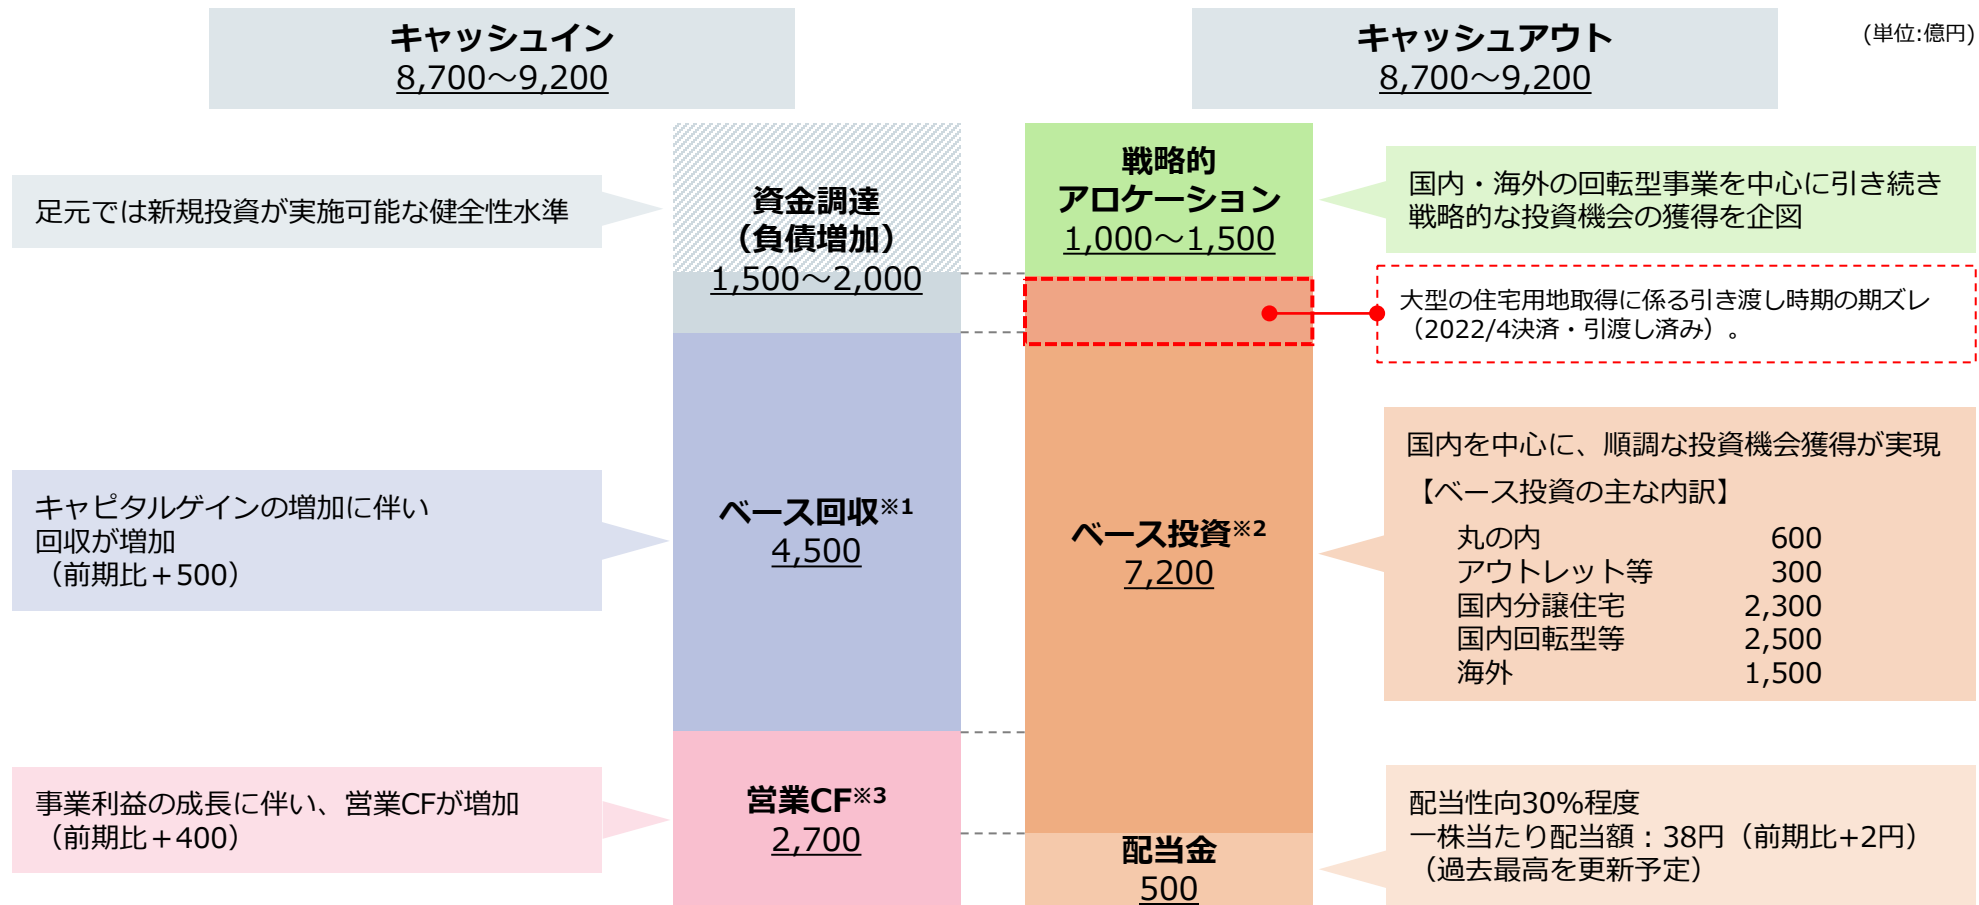 キャッシュイン
8,700～9,200
キャッシュアウト
8,700～9,200
(単位:億円)
足元では新規投資が実施可能な健全性水準
キャピタルゲインの増加に伴い
回収が増加
（前期比＋500）
事業利益の成長に伴い、営業CFが増加
（前期比＋400）
資金調達
（負債増加）
1,500～2,000
ベース回収※1
4,500
営業CF※3
2,700
戦略的
アロケーション
1,000～1,500
ベース投資※2
7,200
配当金
500
国内・海外の回転型事業を中心に引き続き
戦略的な投資機会の獲得を企図
大型の住宅用地取得に係る引き渡し時期の期ズレ
（2022/4決済・引渡し済み）。
国内を中心に、順調な投資機会獲得が実現
【ベース投資の主な内訳】
丸の内 600
アウトレット等 300
国内分譲住宅 2,300
国内回転型等 2,500
海外 1,500
配当性向30%程度
一株当たり配当額：38円（前期比+2円）
（過去最高を更新予定）